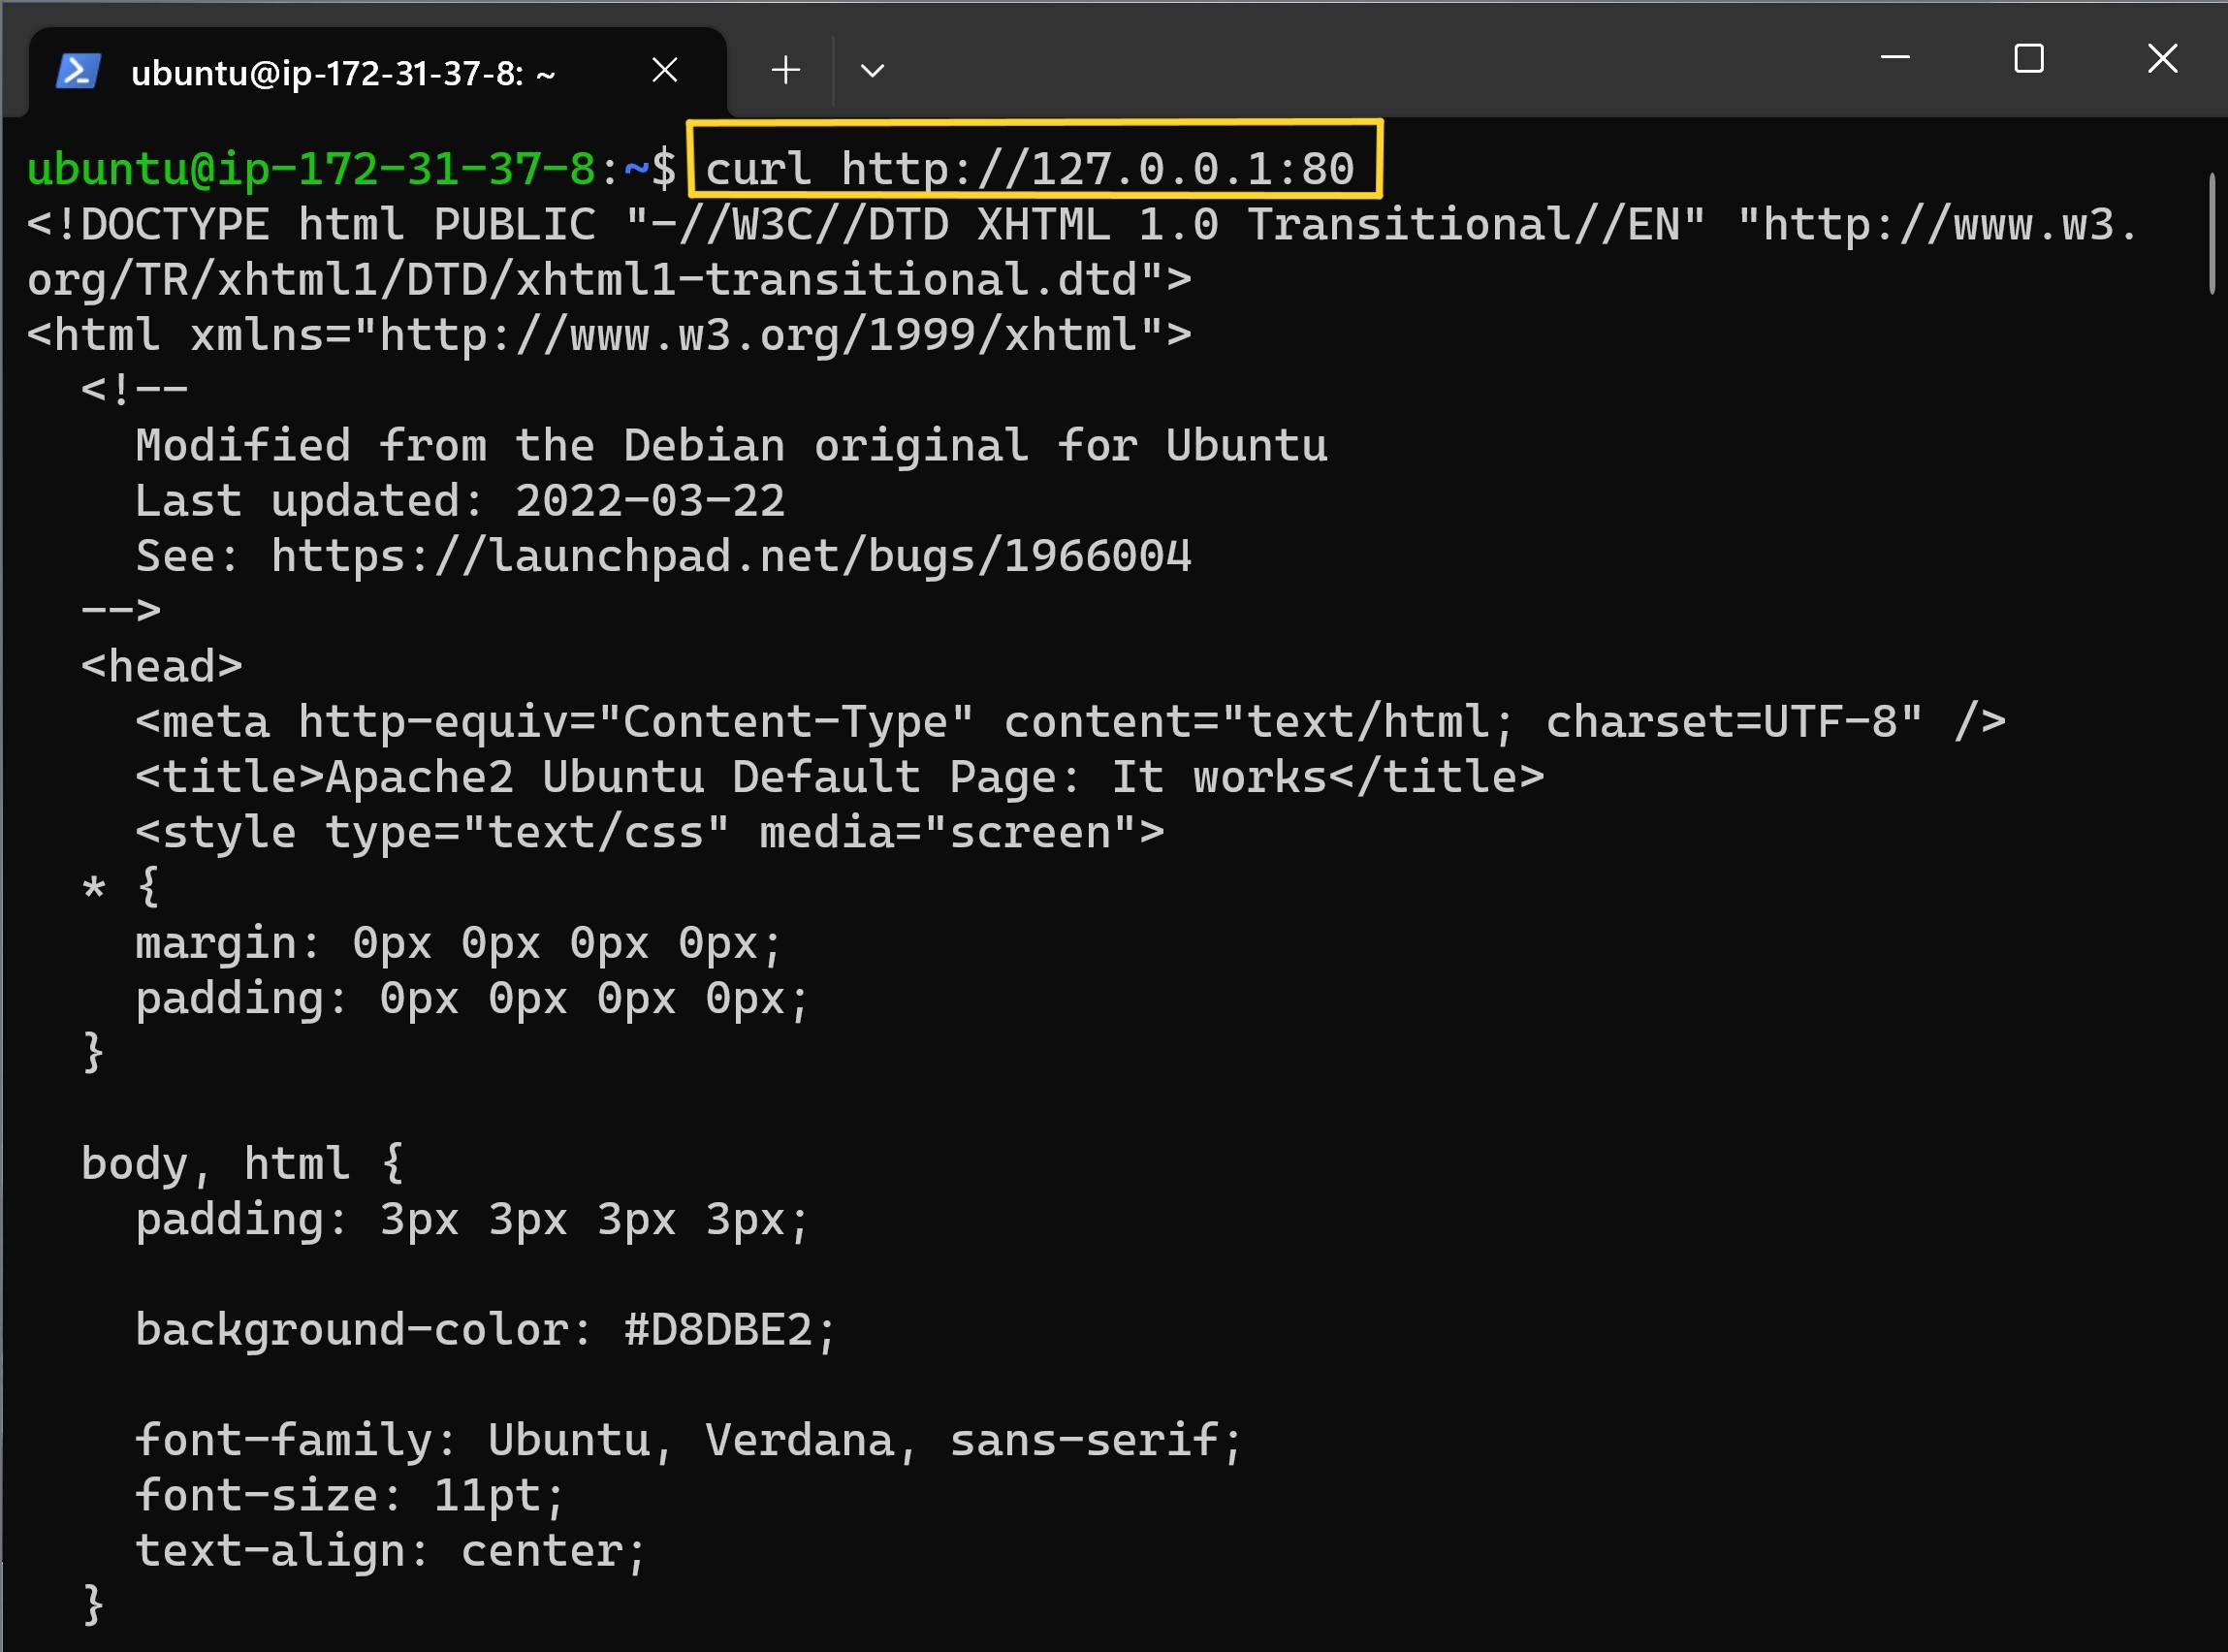 ubuntu@ip-172-31-37-8: ~
ubuntu@ip-172-31-37-8:~$ curl http://127.0.0.1:80
<!DOCTYPE html PUBLIC "-//W3C//DTD XHTML 1.0 Transitional//EN" "http://www.w3.
org/TR/xhtml1/DTD/xhtml1-transitional.dtd">
<html xmlns="http://www.w3.org/1999/xhtml">
  <!--
    Modified from the Debian original for Ubuntu
    Last updated: 2022-03-22
    See: https://launchpad.net/bugs/1966004
  -->
  <head>
    <meta http-equiv="Content-Type" content="text/html; charset=UTF-8" />
    <title>Apache2 Ubuntu Default Page: It works</title>
    <style type="text/css" media="screen">
  * {
    margin: 0px 0px 0px 0px;
    padding: 0px 0px 0px 0px;
  }
  body, html {
    padding: 3px 3px 3px 3px;
    background-color: #D8DBE2;
    font-family: Ubuntu, Verdana, sans-serif;
    font-size: 11pt;
    text-align: center;
  }